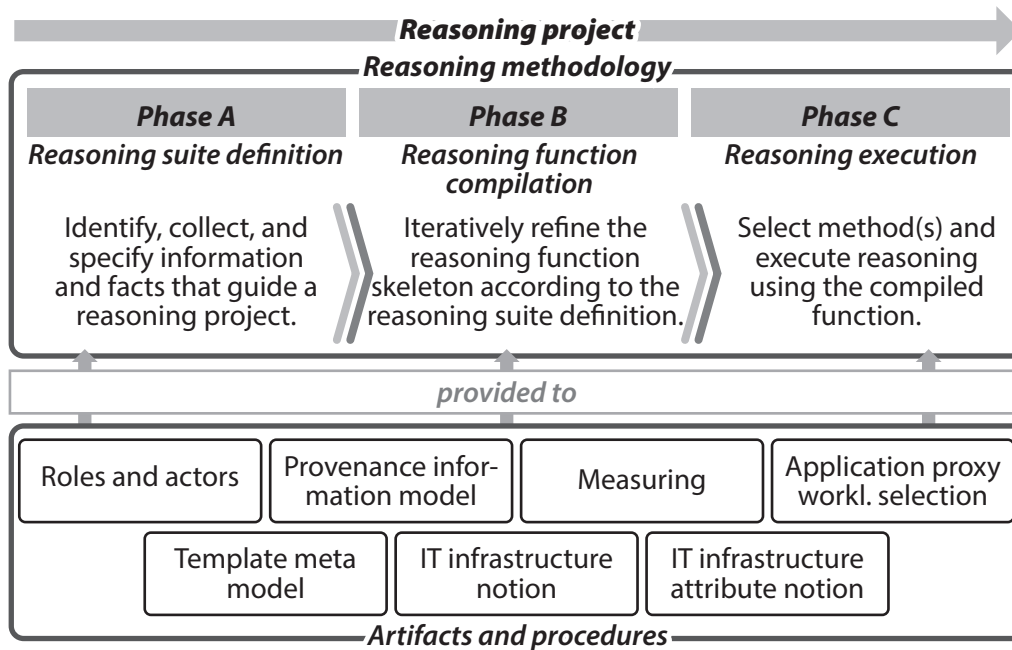 Reasoning project
Reasoning methodology
Phase A
Reasoning suite definition
Identify, collect, and
specify information
and facts that guide a
reasoning project.
Phase B
Reasoning function
compilation
Iteratively refine the
reasoning function
skeleton according to the
reasoning suite definition.
Phase C
Reasoning execution
Select method(s) and
execute reasoning
using the compiled
function.
provided to
Roles and actors
Provenance infor-
mation model
Measuring
Application proxy
workl. selection
Template meta
model
IT infrastructure
notion
IT infrastructure
attribute notion
Artifacts and procedures